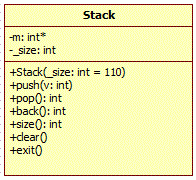 Stack
-m: int*
-_size: int
+Stack(_size: int = 110)
+push(v: int)
+pop(): int
+back(): int
+size(): int
+clear()
+exit()